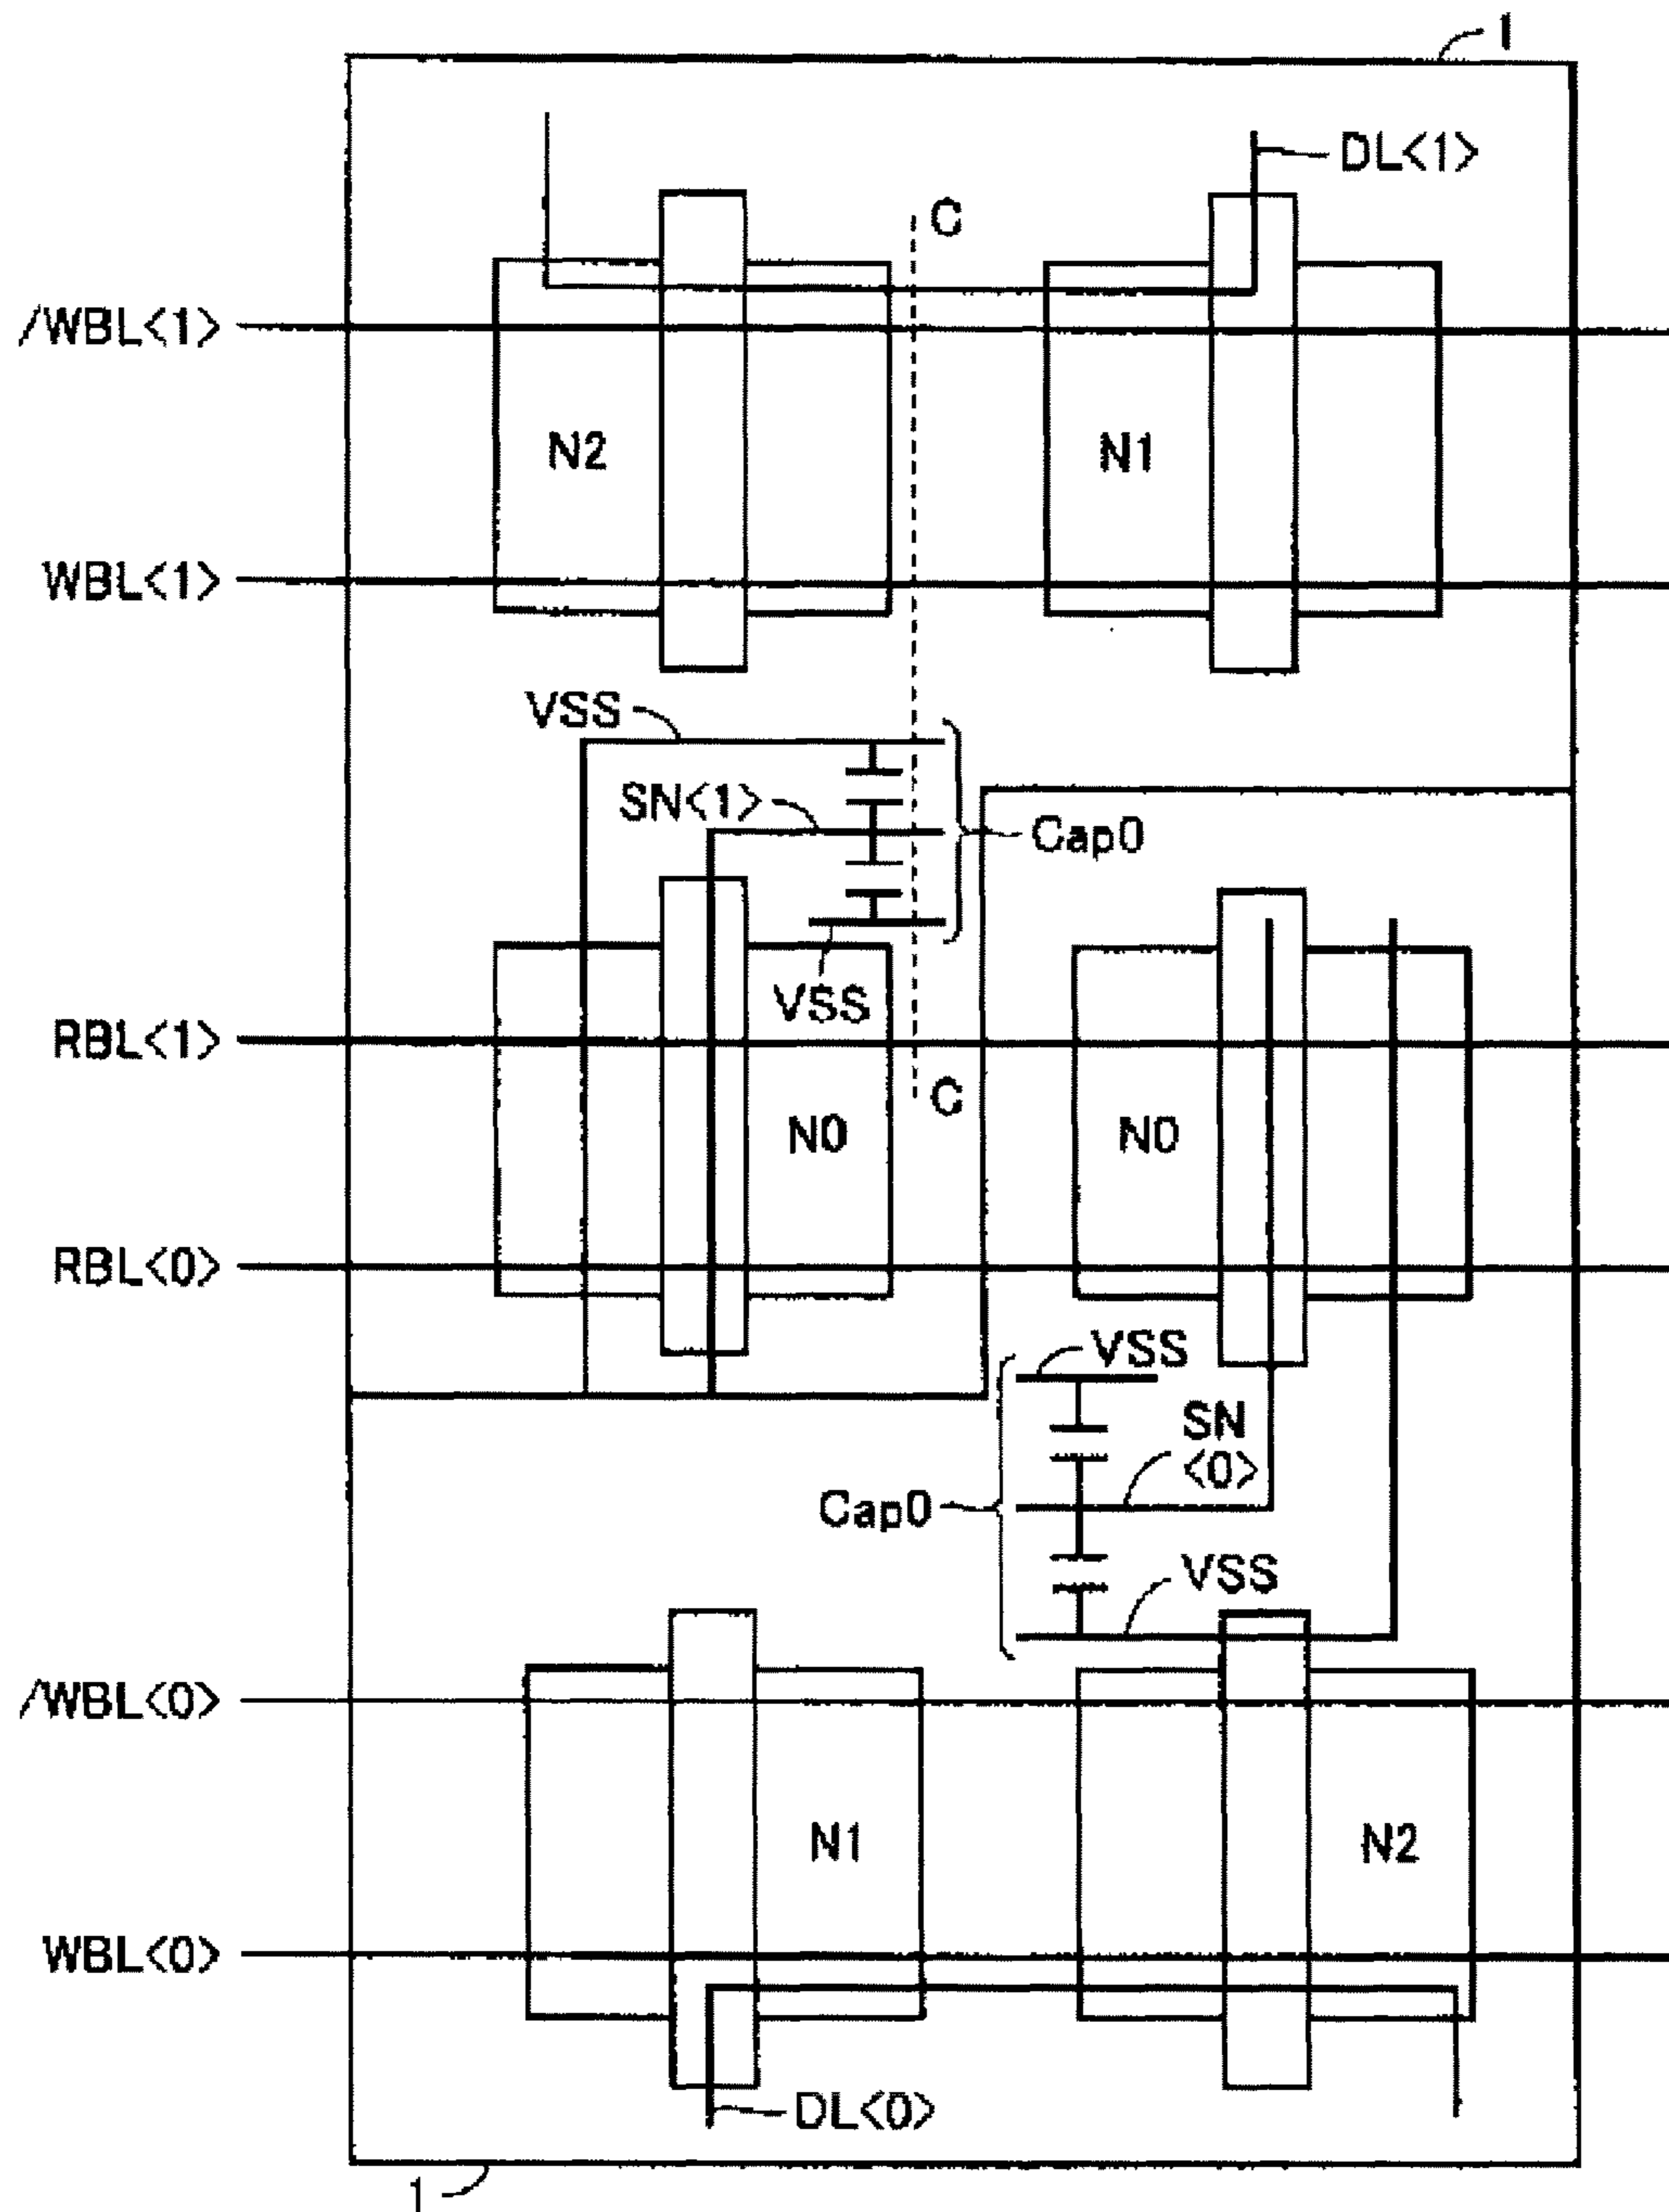 1
DL<1>
C
/WBL<1>
N2
N1
WBL<1>
VSS
SN<1>
Cap0
VSS
RBL<1>
C
N0
N0
RBL<0>
VSS
SN
<0>
Cap0
VSS
/WBL<0>
N1
N2
WBL<0>
DL<0>
1